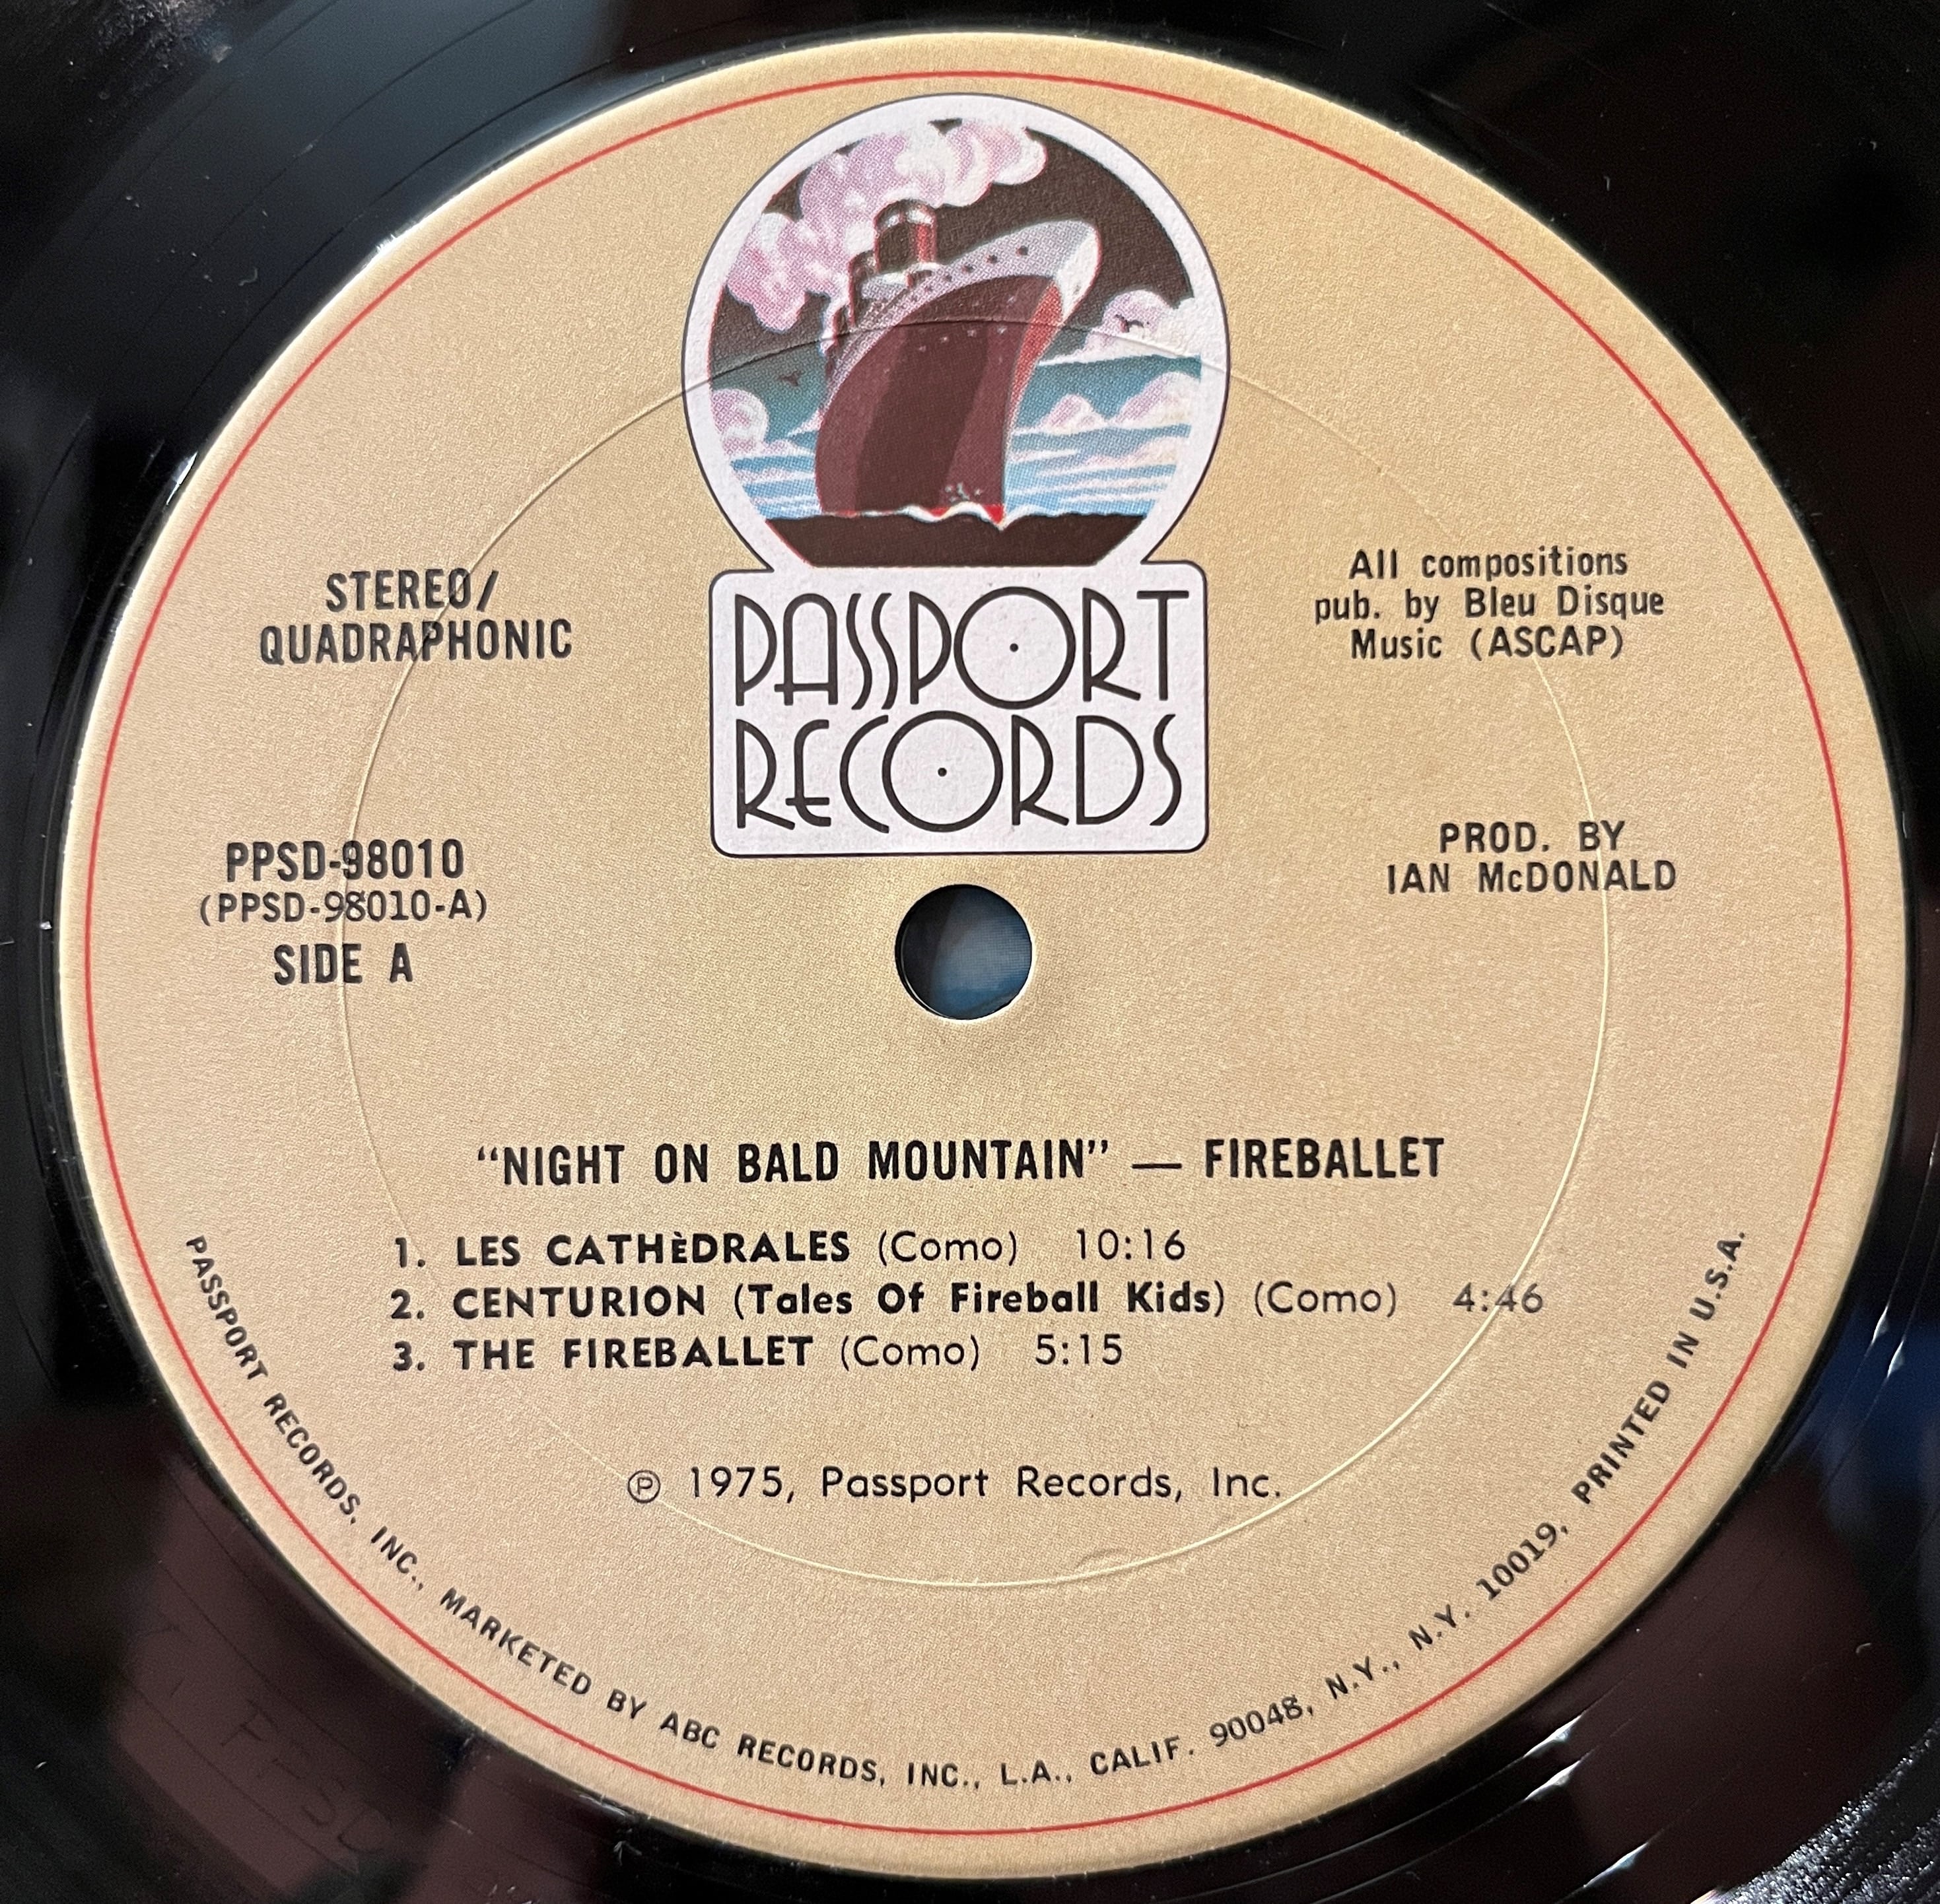 PASSPORT
RECORDS
STEREO/
QUADRAPHONIC
All compositions
pub. by Bleu Disque
Music (ASCAP)
PPSD-98010
(PPSD-98010-A)
SIDE A
PROD. BY
IAN McDONALD
“NIGHT ON BALD MOUNTAIN” — FIREBALLET
1. LES CATHèDRALES (Como) 10:16
2. CENTURION (Tales Of Fireball Kids) (Como) 4:46
3. THE FIREBALLET (Como) 5:15
℗ 1975, Passport Records, Inc.
PASSPORT RECORDS, INC., MARKETED BY ABC RECORDS, INC., L.A., CALIF. 90048, N.Y., N.Y. 10019, PRINTED IN U.S.A.